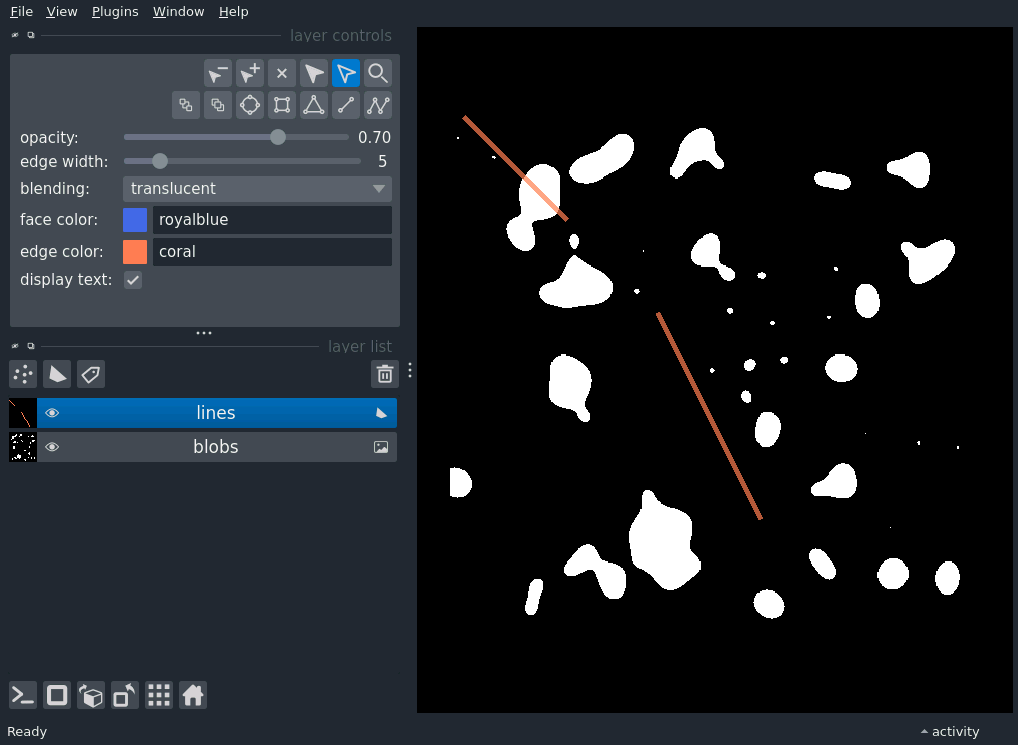 File View Plugins Window Help
layer controls
opacity: 0.70
edge width: 5
blending: translucent
face color: royalblue
edge color: coral
display text:
layer list
lines
blobs
Ready
activity